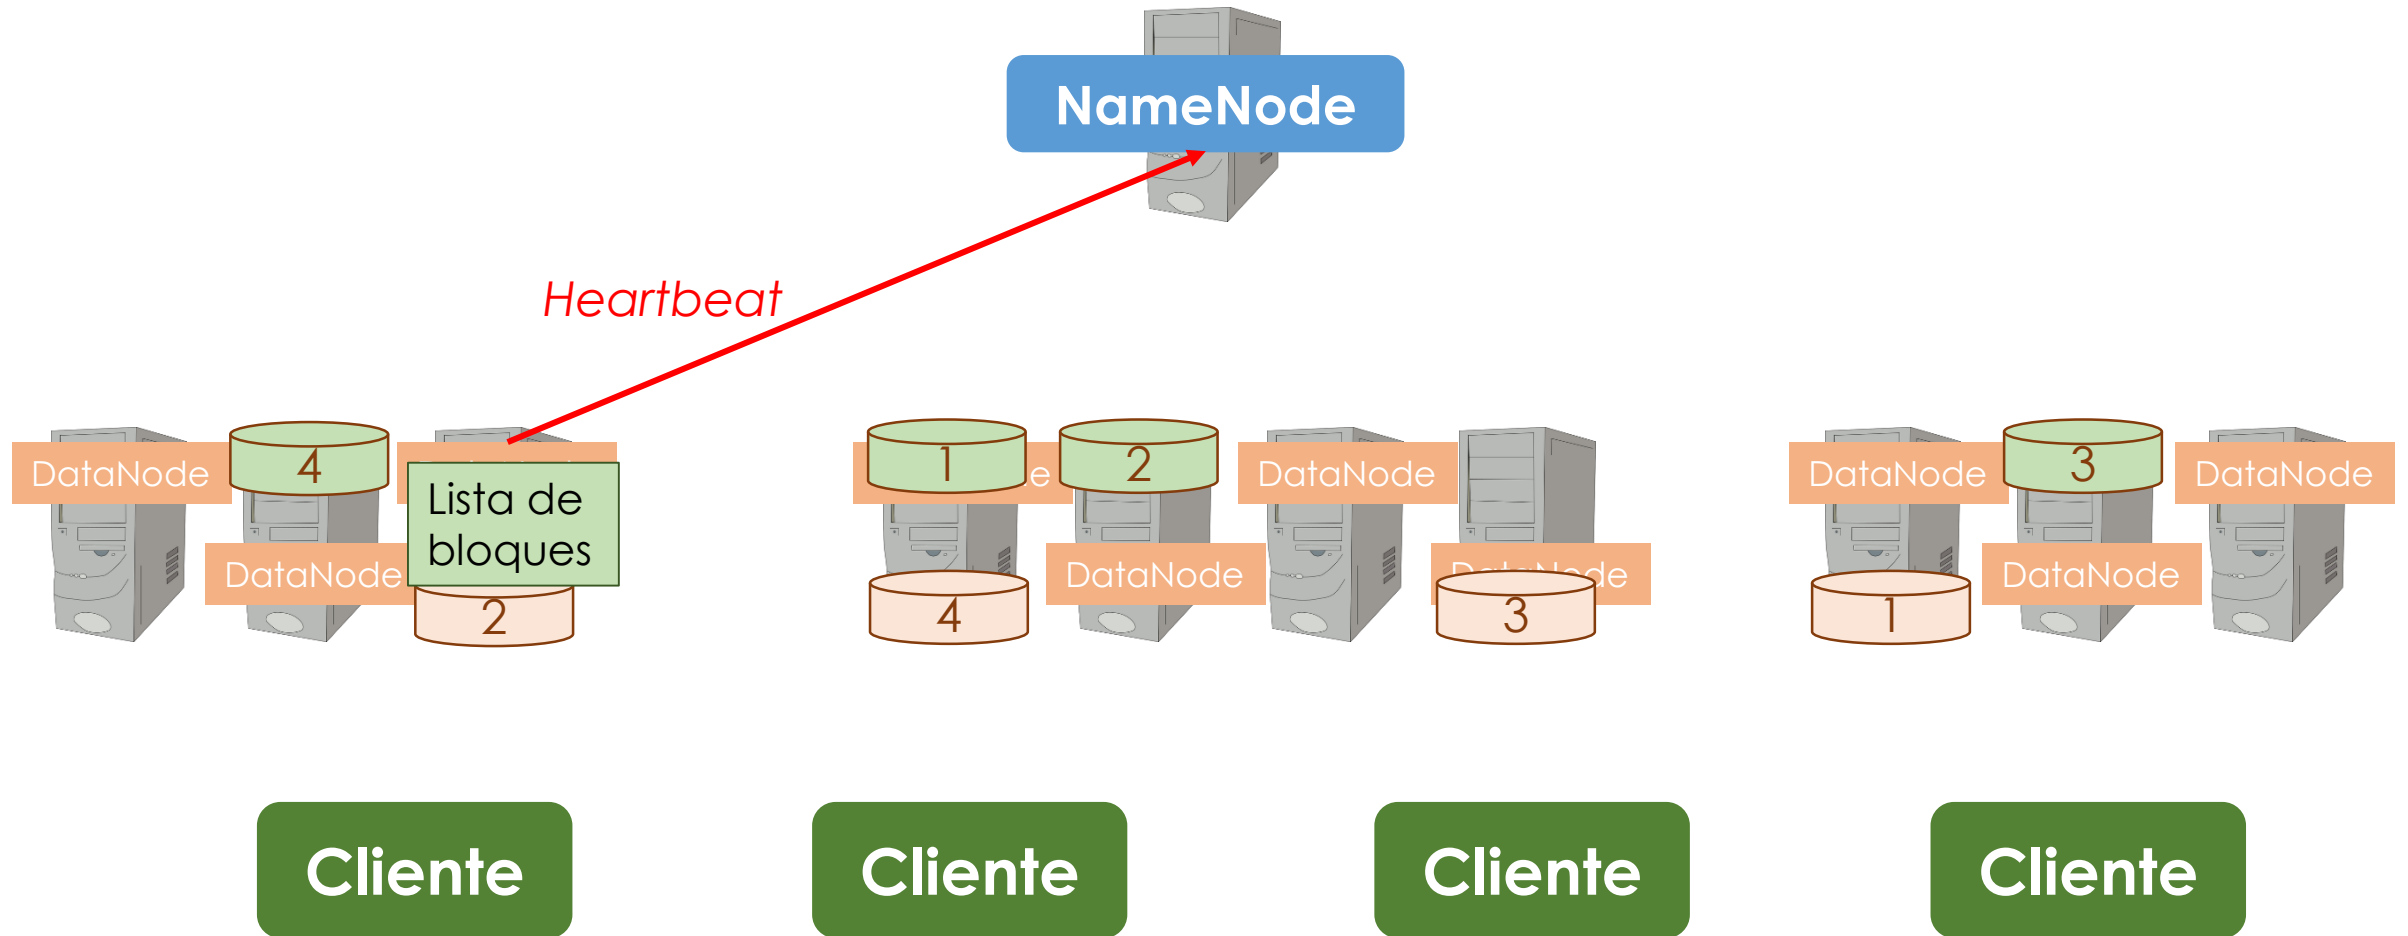 NameNode
Heartbeat
DataNode
4
Lista de
bloques
DataNode
2
1
2
DataNode
4
DataNode
3
DataNode
3
DataNode
1
DataNode
Cliente
Cliente
Cliente
Cliente